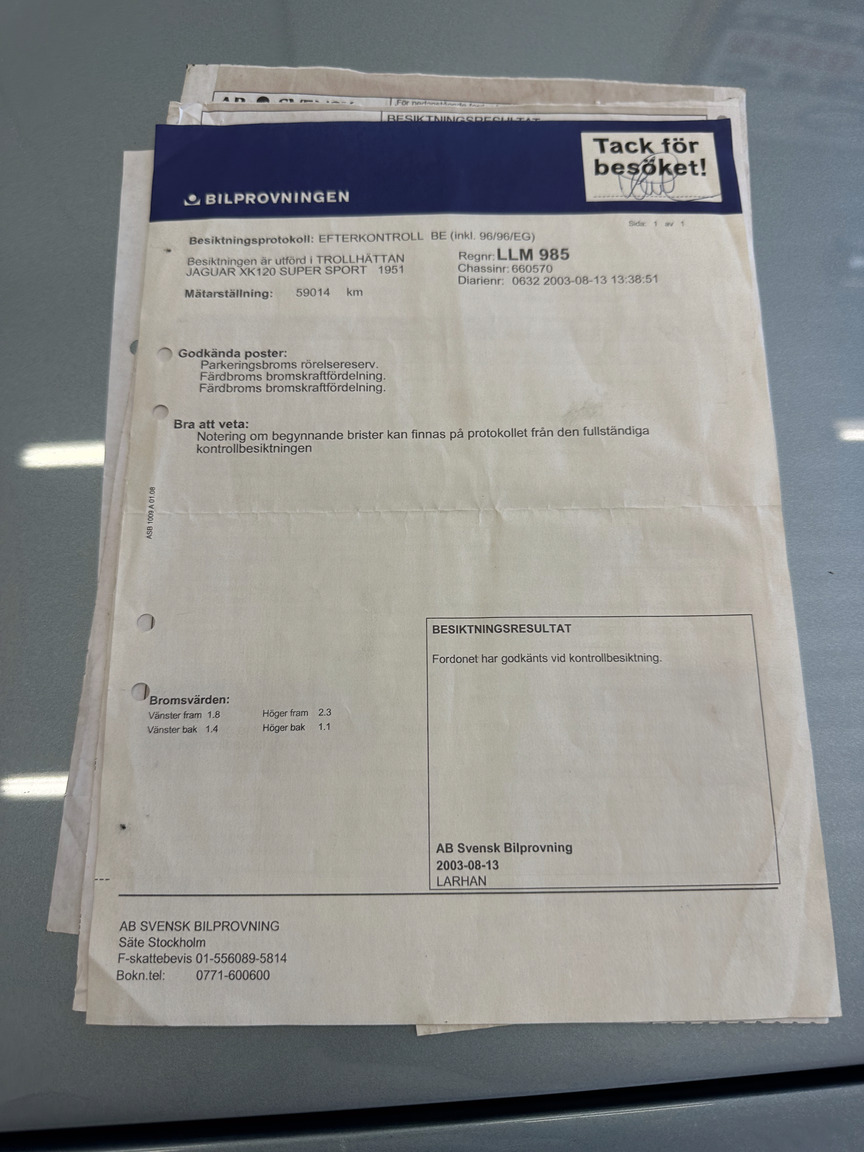 BESIKTNINGSRESULTAT
Tack för
besöket!
BILPROVNINGEN
Sida: 1 av 1
Besiktningsprotokoll: EFTERKONTROLL BE (inkl. 96/96/EG)
Besiktningen är utförd i TROLLHÄTTAN
JAGUAR XK120 SUPER SPORT 1951
Mätarställning: 59014 km
Regnr: LLM 985
Chassinr: 660570
Diarienr: 0632 2003-08-13 13:38:51
Godkända poster:
Parkeringsbroms rörelsereserv.
Färdbroms bromskraftfördelning.
Färdbroms bromskraftfördelning.
Bra att veta:
Notering om begynnande brister kan finnas på protokollet från den fullständiga
kontrollbesiktningen
ASB 1009 A 01.08
BESIKTNINGSRESULTAT
Fordonet har godkänts vid kontrollbesiktning.
Bromsvärden:
Vänster fram 1.8 Höger fram 2.3
Vänster bak 1.4 Höger bak 1.1
AB Svensk Bilprovning
2003-08-13
LARHAN
AB SVENSK BILPROVNING
Säte Stockholm
F-skattebevis 01-556089-5814
Bokn.tel: 0771-600600